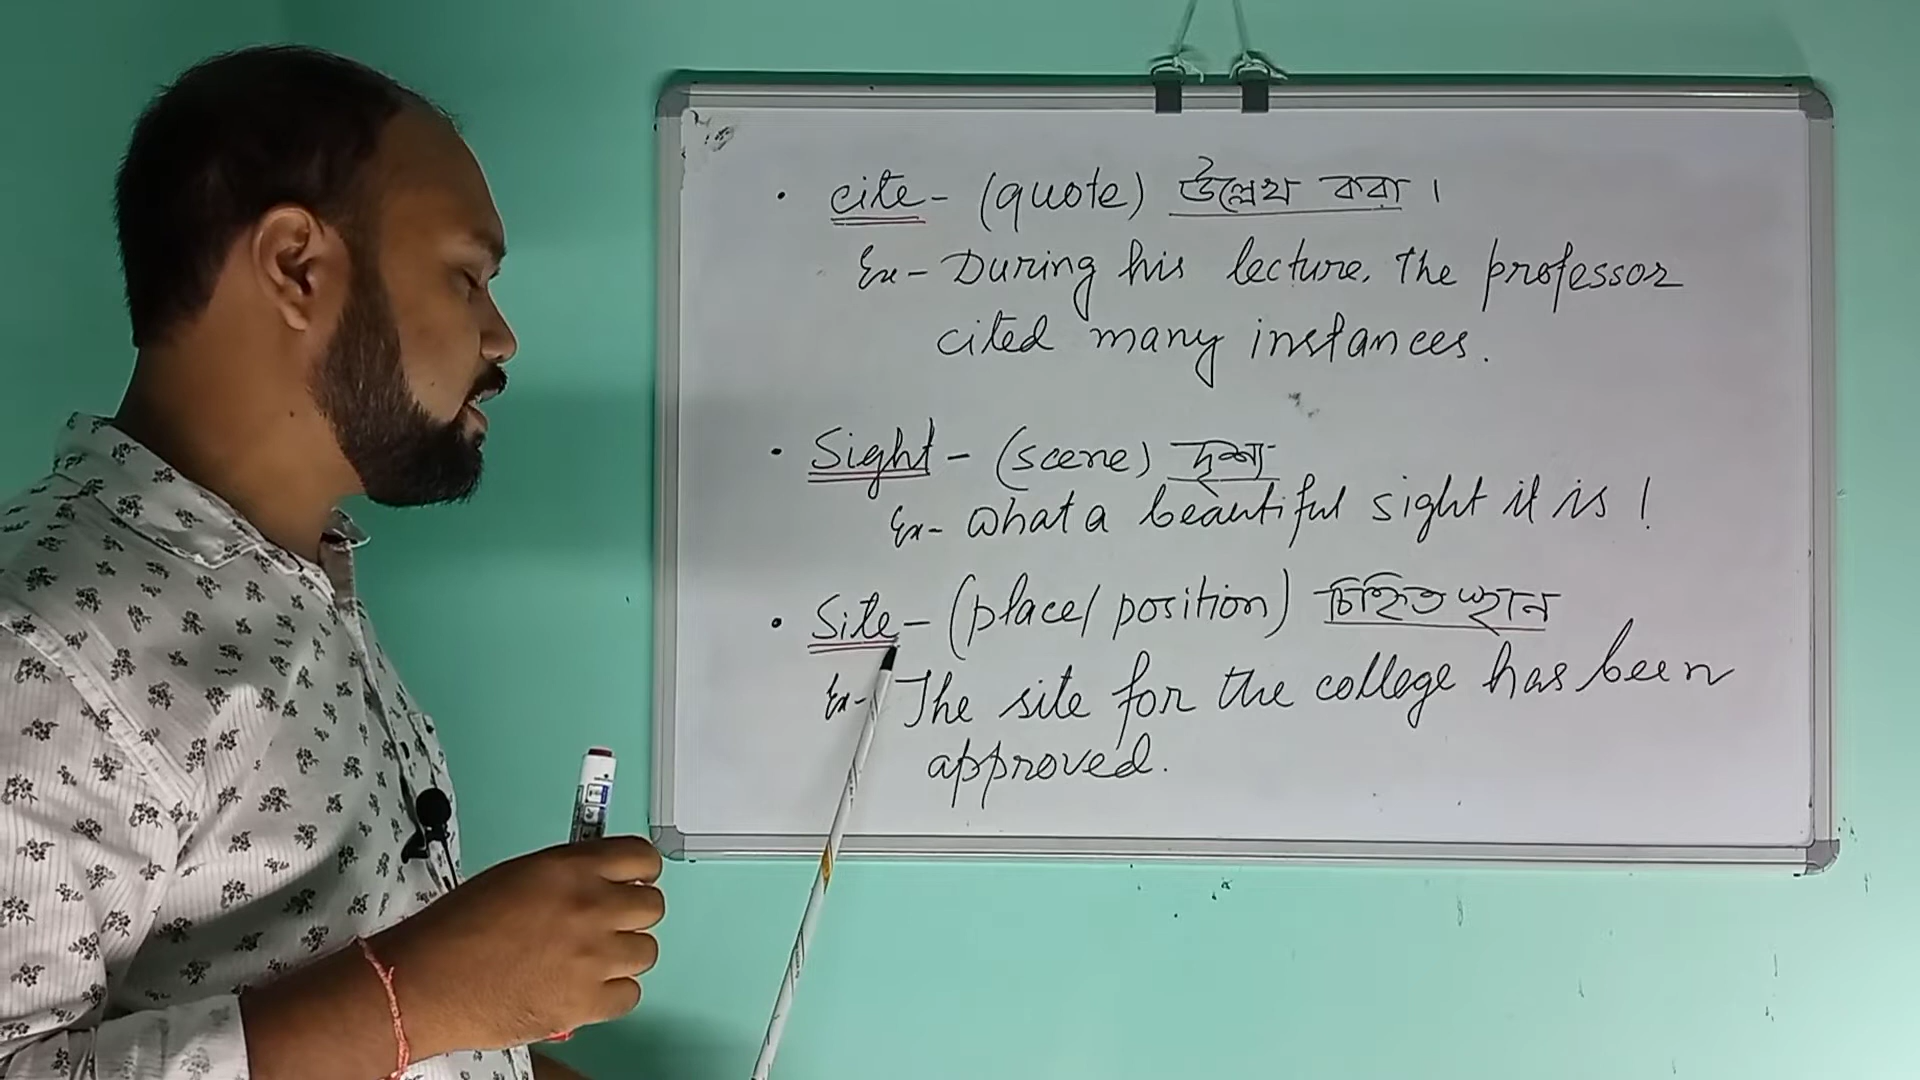 • cite - (quote) উল্লেখ করা ।
Ex - During his lecture, the professor
cited many instances.
• Sight - (scene) দৃশ্য
Ex - What a beautiful sight it is !
• Site - (place/position) চিহ্নিত স্থান
Ex - The site for the college has been
approved.